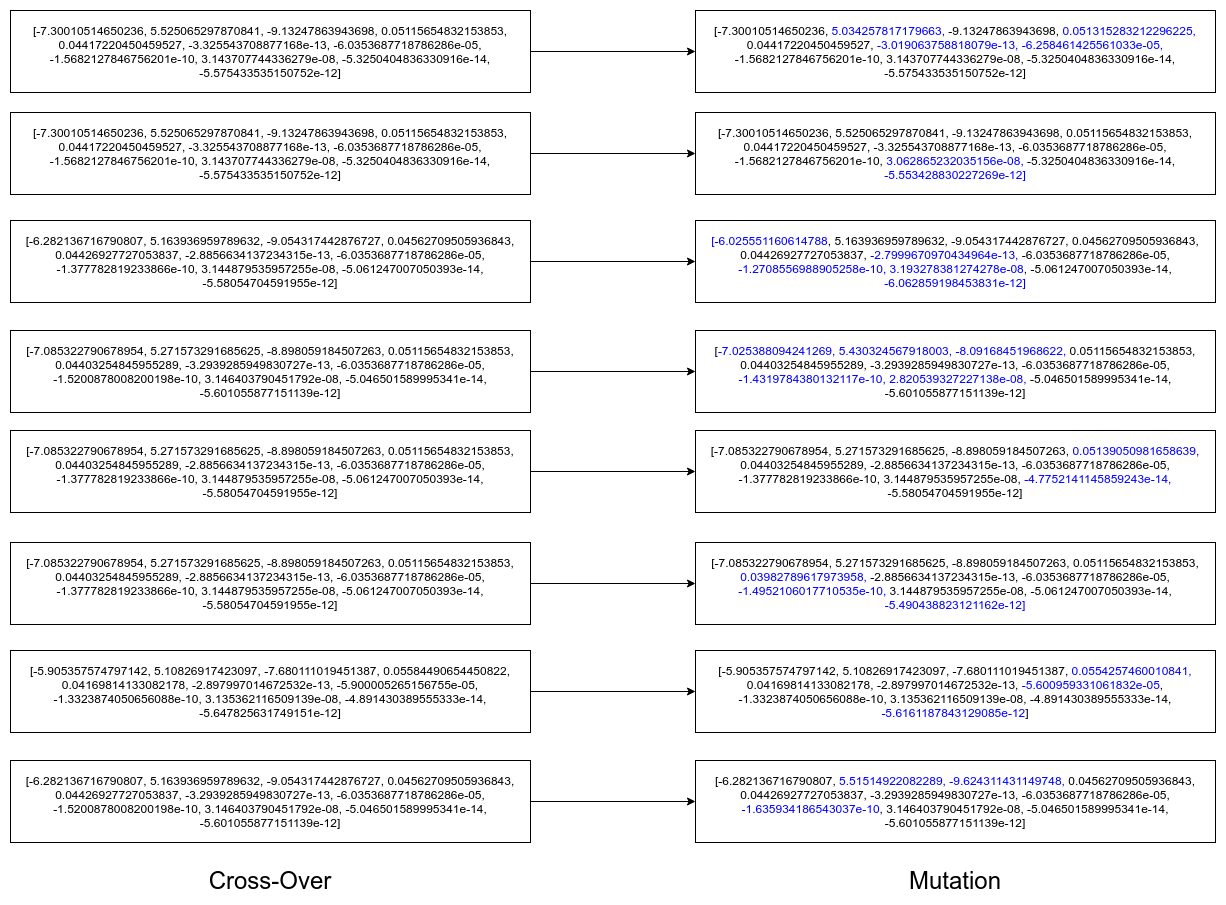 [-7.30010514650236, 5.525065297870841, -9.13247863943698, 0.05115654832153853,
0.04417220450459527, -3.325543708877168e-13, -6.0353687718786286e-05,
-1.5682127846756201e-10, 3.143707744336279e-08, -5.3250404836330916e-14,
-5.575433535150752e-12]
[-7.30010514650236, 5.034257817179663, -9.13247863943698, 0.051315283212296225,
0.04417220450459527, -3.019063758818079e-13, -6.258461425561033e-05,
-1.5682127846756201e-10, 3.143707744336279e-08, -5.3250404836330916e-14,
-5.575433535150752e-12]
[-7.30010514650236, 5.525065297870841, -9.13247863943698, 0.05115654832153853,
0.04417220450459527, -3.325543708877168e-13, -6.0353687718786286e-05,
-1.5682127846756201e-10, 3.143707744336279e-08, -5.3250404836330916e-14,
-5.575433535150752e-12]
[-7.30010514650236, 5.525065297870841, -9.13247863943698, 0.05115654832153853,
0.04417220450459527, -3.325543708877168e-13, -6.0353687718786286e-05,
-1.5682127846756201e-10, 3.062865232035156e-08, -5.3250404836330916e-14,
-5.553428830227269e-12]
[-6.282136716790807, 5.163936959789632, -9.054317442876727, 0.04562709505936843,
0.04426927727053837, -2.8856634137234315e-13, -6.0353687718786286e-05,
-1.377782819233866e-10, 3.144879535957255e-08, -5.061247007050393e-14,
-5.58054704591955e-12]
[-6.025551160614788, 5.163936959789632, -9.054317442876727, 0.04562709505936843
0.04426927727053837, -2.7999670970434964e-13, -6.0353687718786286e-05,
-1.2708556988905258e-10, 3.193278381274278e-08, -5.061247007050393e-14,
-6.062859198453831e-12]
[-7.085322790678954, 5.271573291685625, -8.898059184507263, 0.05115654832153853,
0.04403254845955289, -3.2939285949830727e-13, -6.0353687718786286e-05,
-1.5200878008200198e-10, 3.146403790451792e-08, -5.046501589995341e-14,
-5.601055877151139e-12]
[-7.025388094241269, 5.430324567918003, -8.09168451968622, 0.05115654832153853,
0.04403254845955289, -3.2939285949830727e-13, -6.0353687718786286e-05,
-1.4319784380132117e-10, 2.820539327227138e-08, -5.046501589995341e-14,
-5.601055877151139e-12]
[-7.085322790678954, 5.271573291685625, -8.898059184507263, 0.05115654832153853,
0.04403254845955289, -2.8856634137234315e-13, -6.0353687718786286e-05,
-1.377782819233866e-10, 3.144879535957255e-08, -5.061247007050393e-14,
-5.58054704591955e-12]
[-7.085322790678954, 5.271573291685625, -8.898059184507263, 0.05139050981658639,
0.04403254845955289, -2.8856634137234315e-13, -6.0353687718786286e-05,
-1.377782819233866e-10, 3.144879535957255e-08, -4.7752141145859243e-14,
-5.58054704591955e-12]
[-7.085322790678954, 5.271573291685625, -8.898059184507263, 0.05115654832153853,
0.04403254845955289, -2.8856634137234315e-13, -6.0353687718786286e-05,
-1.377782819233866e-10, 3.144879535957255e-08, -5.061247007050393e-14,
-5.58054704591955e-12]
[-7.085322790678954, 5.271573291685625, -8.898059184507263, 0.05115654832153853,
0.03982789617973958, -2.8856634137234315e-13, -6.0353687718786286e-05,
-1.4952106017710535e-10, 3.144879535957255e-08, -5.061247007050393e-14,
-5.490438823121162e-12]
[-5.905357574797142, 5.10826917423097, -7.680111019451387, 0.05584490654450822,
0.04169814133082178, -2.897997014672532e-13, -5.900005265156755e-05,
-1.3323874050656088e-10, 3.135362116509139e-08, -4.891430389555333e-14,
-5.647825631749151e-12]
[-5.905357574797142, 5.10826917423097, -7.680111019451387, 0.0554257460010841,
0.04169814133082178, -2.897997014672532e-13, -5.600959331061832e-05,
-1.3323874050656088e-10, 3.135362116509139e-08, -4.891430389555333e-14,
-5.6161187843129085e-12]
[-6.282136716790807, 5.163936959789632, -9.054317442876727, 0.04562709505936843,
0.04426927727053837, -3.2939285949830727e-13, -6.0353687718786286e-05,
-1.5200878008200198e-10, 3.146403790451792e-08, -5.046501589995341e-14,
-5.601055877151139e-12]
[-6.282136716790807, 5.51514922082289, -9.624311431149748, 0.04562709505936843,
0.04426927727053837, -3.2939285949830727e-13, -6.0353687718786286e-05,
-1.635934186543037e-10, 3.146403790451792e-08, -5.046501589995341e-14,
-5.601055877151139e-12]
Cross-Over
Mutation